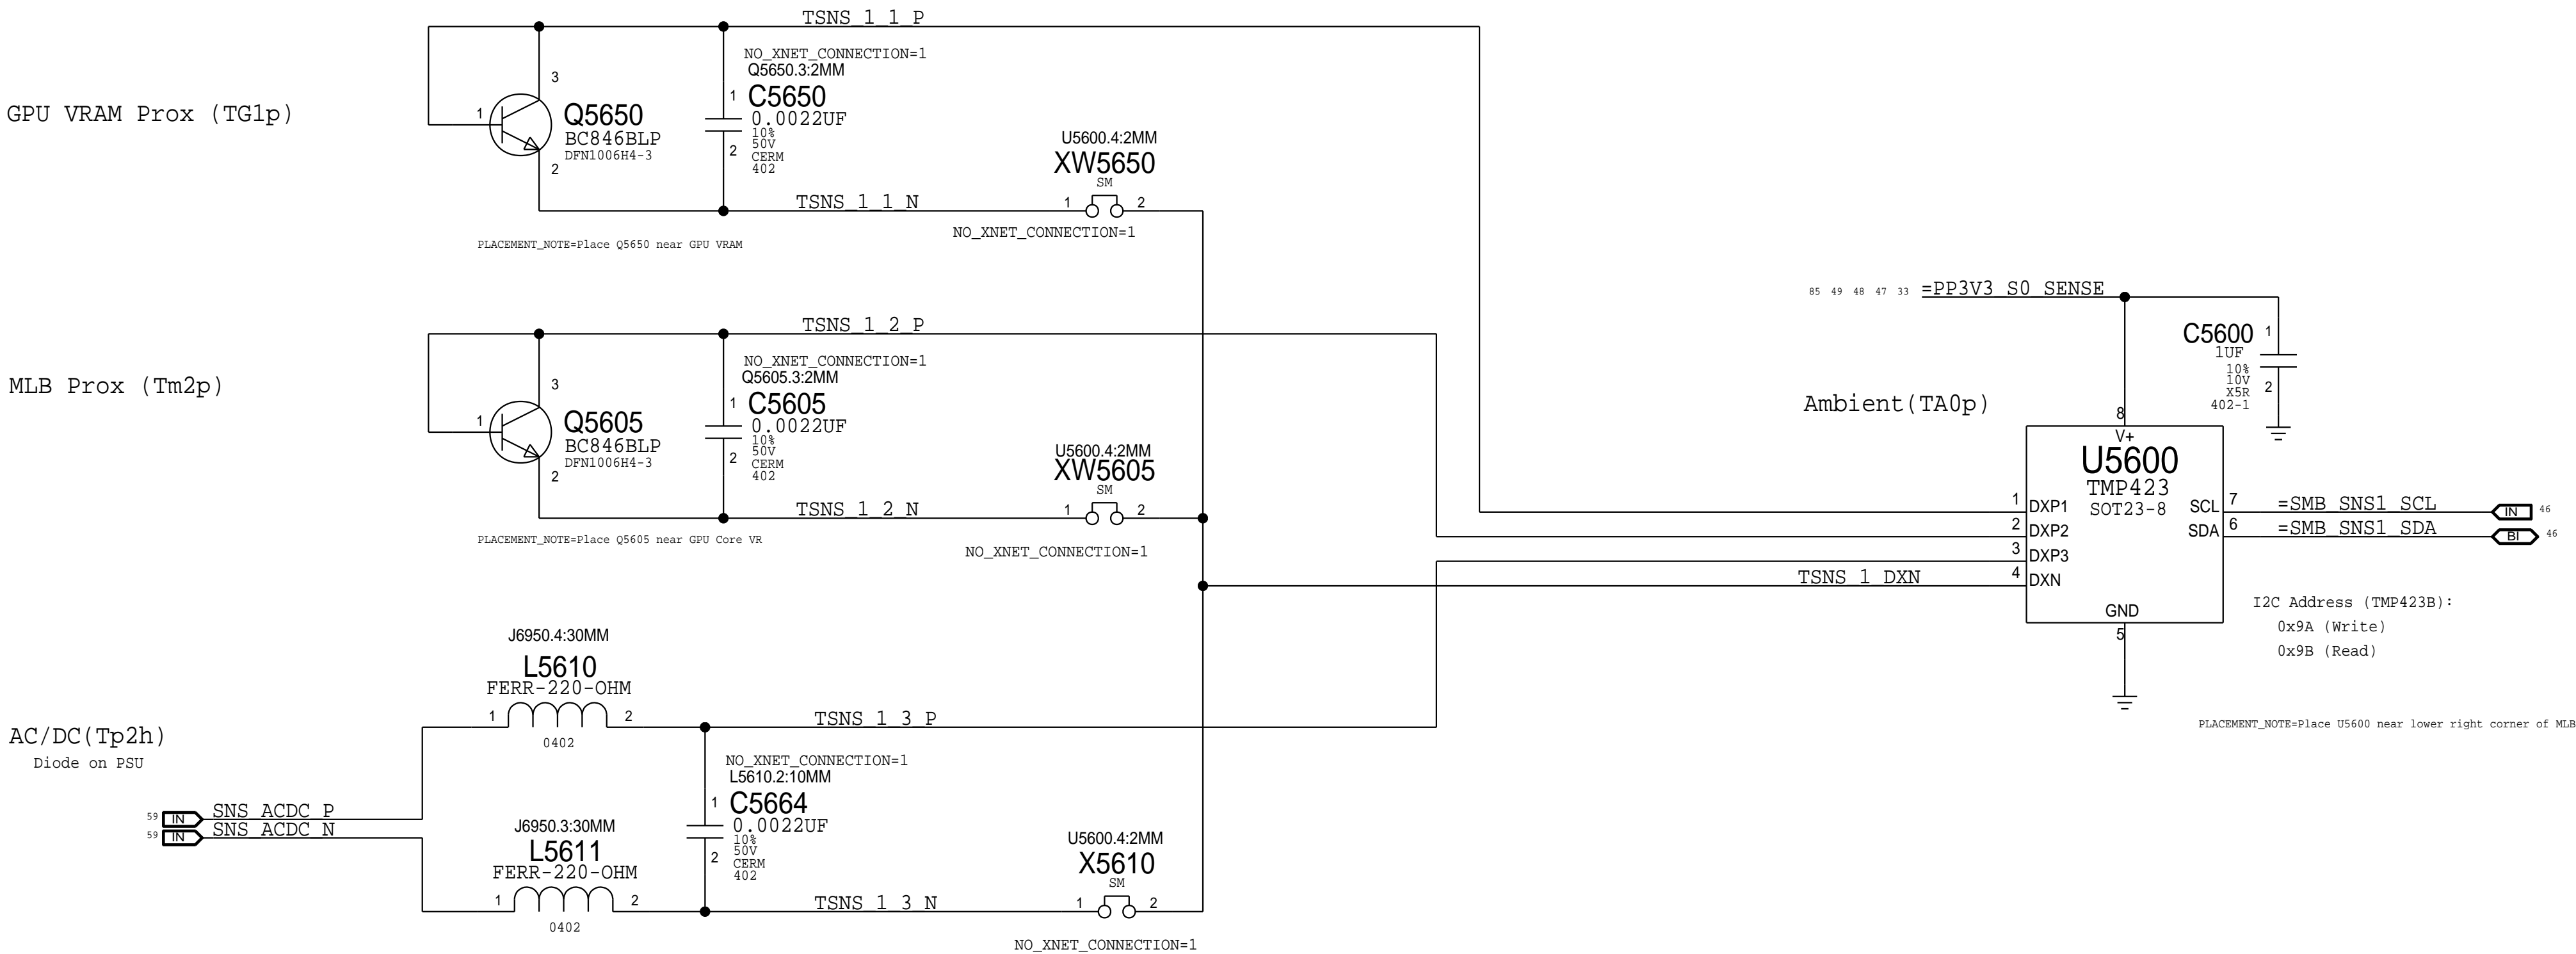 TSNS_1_1_P
NO_XNET_CONNECTION=1
Q5650.3:2MM
GPU VRAM Prox (TG1p)
1
3
2
Q5650
BC846BLP
DFN1006H4-3
1
2
C5650
0.0022UF
10%
50V
CERM
402
U5600.4:2MM
XW5650
SM
TSNS_1_1_N
1
2
NO_XNET_CONNECTION=1
PLACEMENT_NOTE=Place Q5650 near GPU VRAM
TSNS_1_2_P
NO_XNET_CONNECTION=1
Q5605.3:2MM
MLB Prox (Tm2p)
1
3
2
Q5605
BC846BLP
DFN1006H4-3
1
2
C5605
0.0022UF
10%
50V
CERM
402
U5600.4:2MM
XW5605
SM
TSNS_1_2_N
1
2
NO_XNET_CONNECTION=1
PLACEMENT_NOTE=Place Q5605 near GPU Core VR
85 49 48 47 33 =PP3V3_S0_SENSE
C5600
1UF
10%
10V
X5R
402-1
1
2
Ambient(TA0p)
8
V+
U5600
TMP423
SOT23-8
1 DXP1
2 DXP2
3 DXP3
4 DXN
SCL 7
SDA 6
GND
5
=SMB_SNS1_SCL IN 46
=SMB_SNS1_SDA BI 46
TSNS_1_DXN
I2C Address (TMP423B):
0x9A (Write)
0x9B (Read)
PLACEMENT_NOTE=Place U5600 near lower right corner of MLB
J6950.4:30MM
L5610
FERR-220-OHM
1
2
0402
TSNS_1_3_P
AC/DC(Tp2h)
Diode on PSU
59 IN SNS_ACDC_P
59 IN SNS_ACDC_N
NO_XNET_CONNECTION=1
L5610.2:10MM
1
2
C5664
0.0022UF
10%
50V
CERM
402
J6950.3:30MM
L5611
FERR-220-OHM
1
2
0402
U5600.4:2MM
X5610
SM
TSNS_1_3_N
1
2
NO_XNET_CONNECTION=1